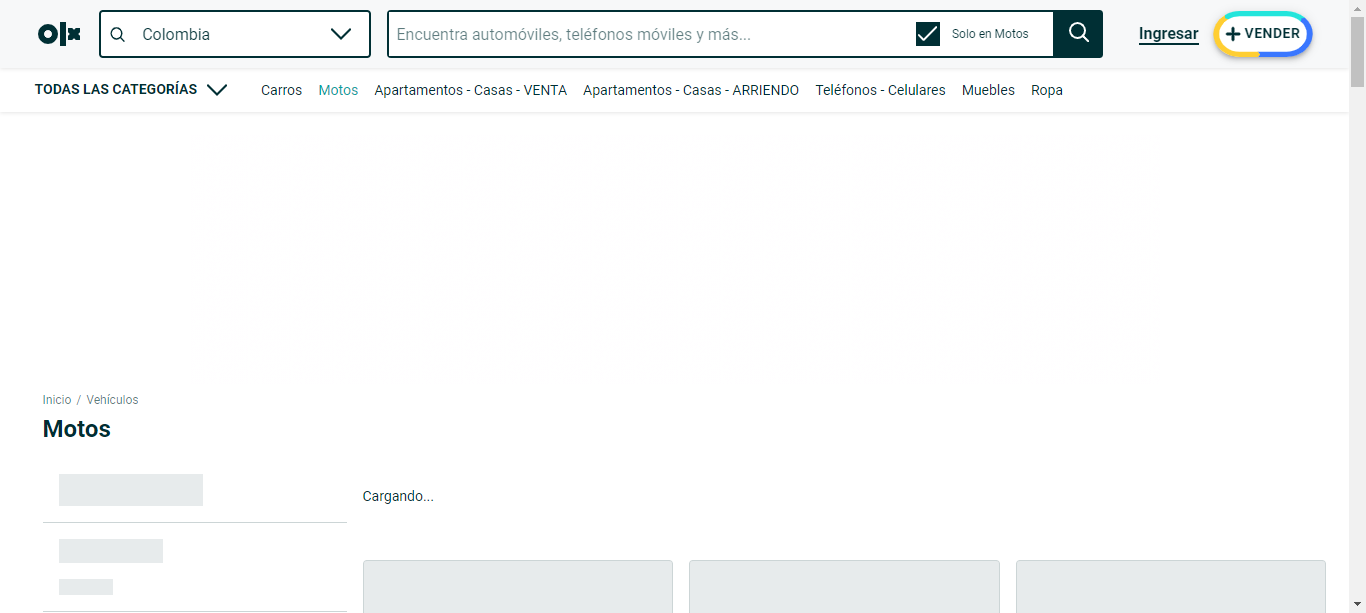 olx Colombia Encuentra automóviles, teléfonos móviles y más... Solo en Motos Ingresar VENDER
TODAS LAS CATEGORÍAS Carros Motos Apartamentos - Casas - VENTA Apartamentos - Casas - ARRIENDO Teléfonos - Celulares Muebles Ropa
Inicio / Vehículos
Motos
Cargando...